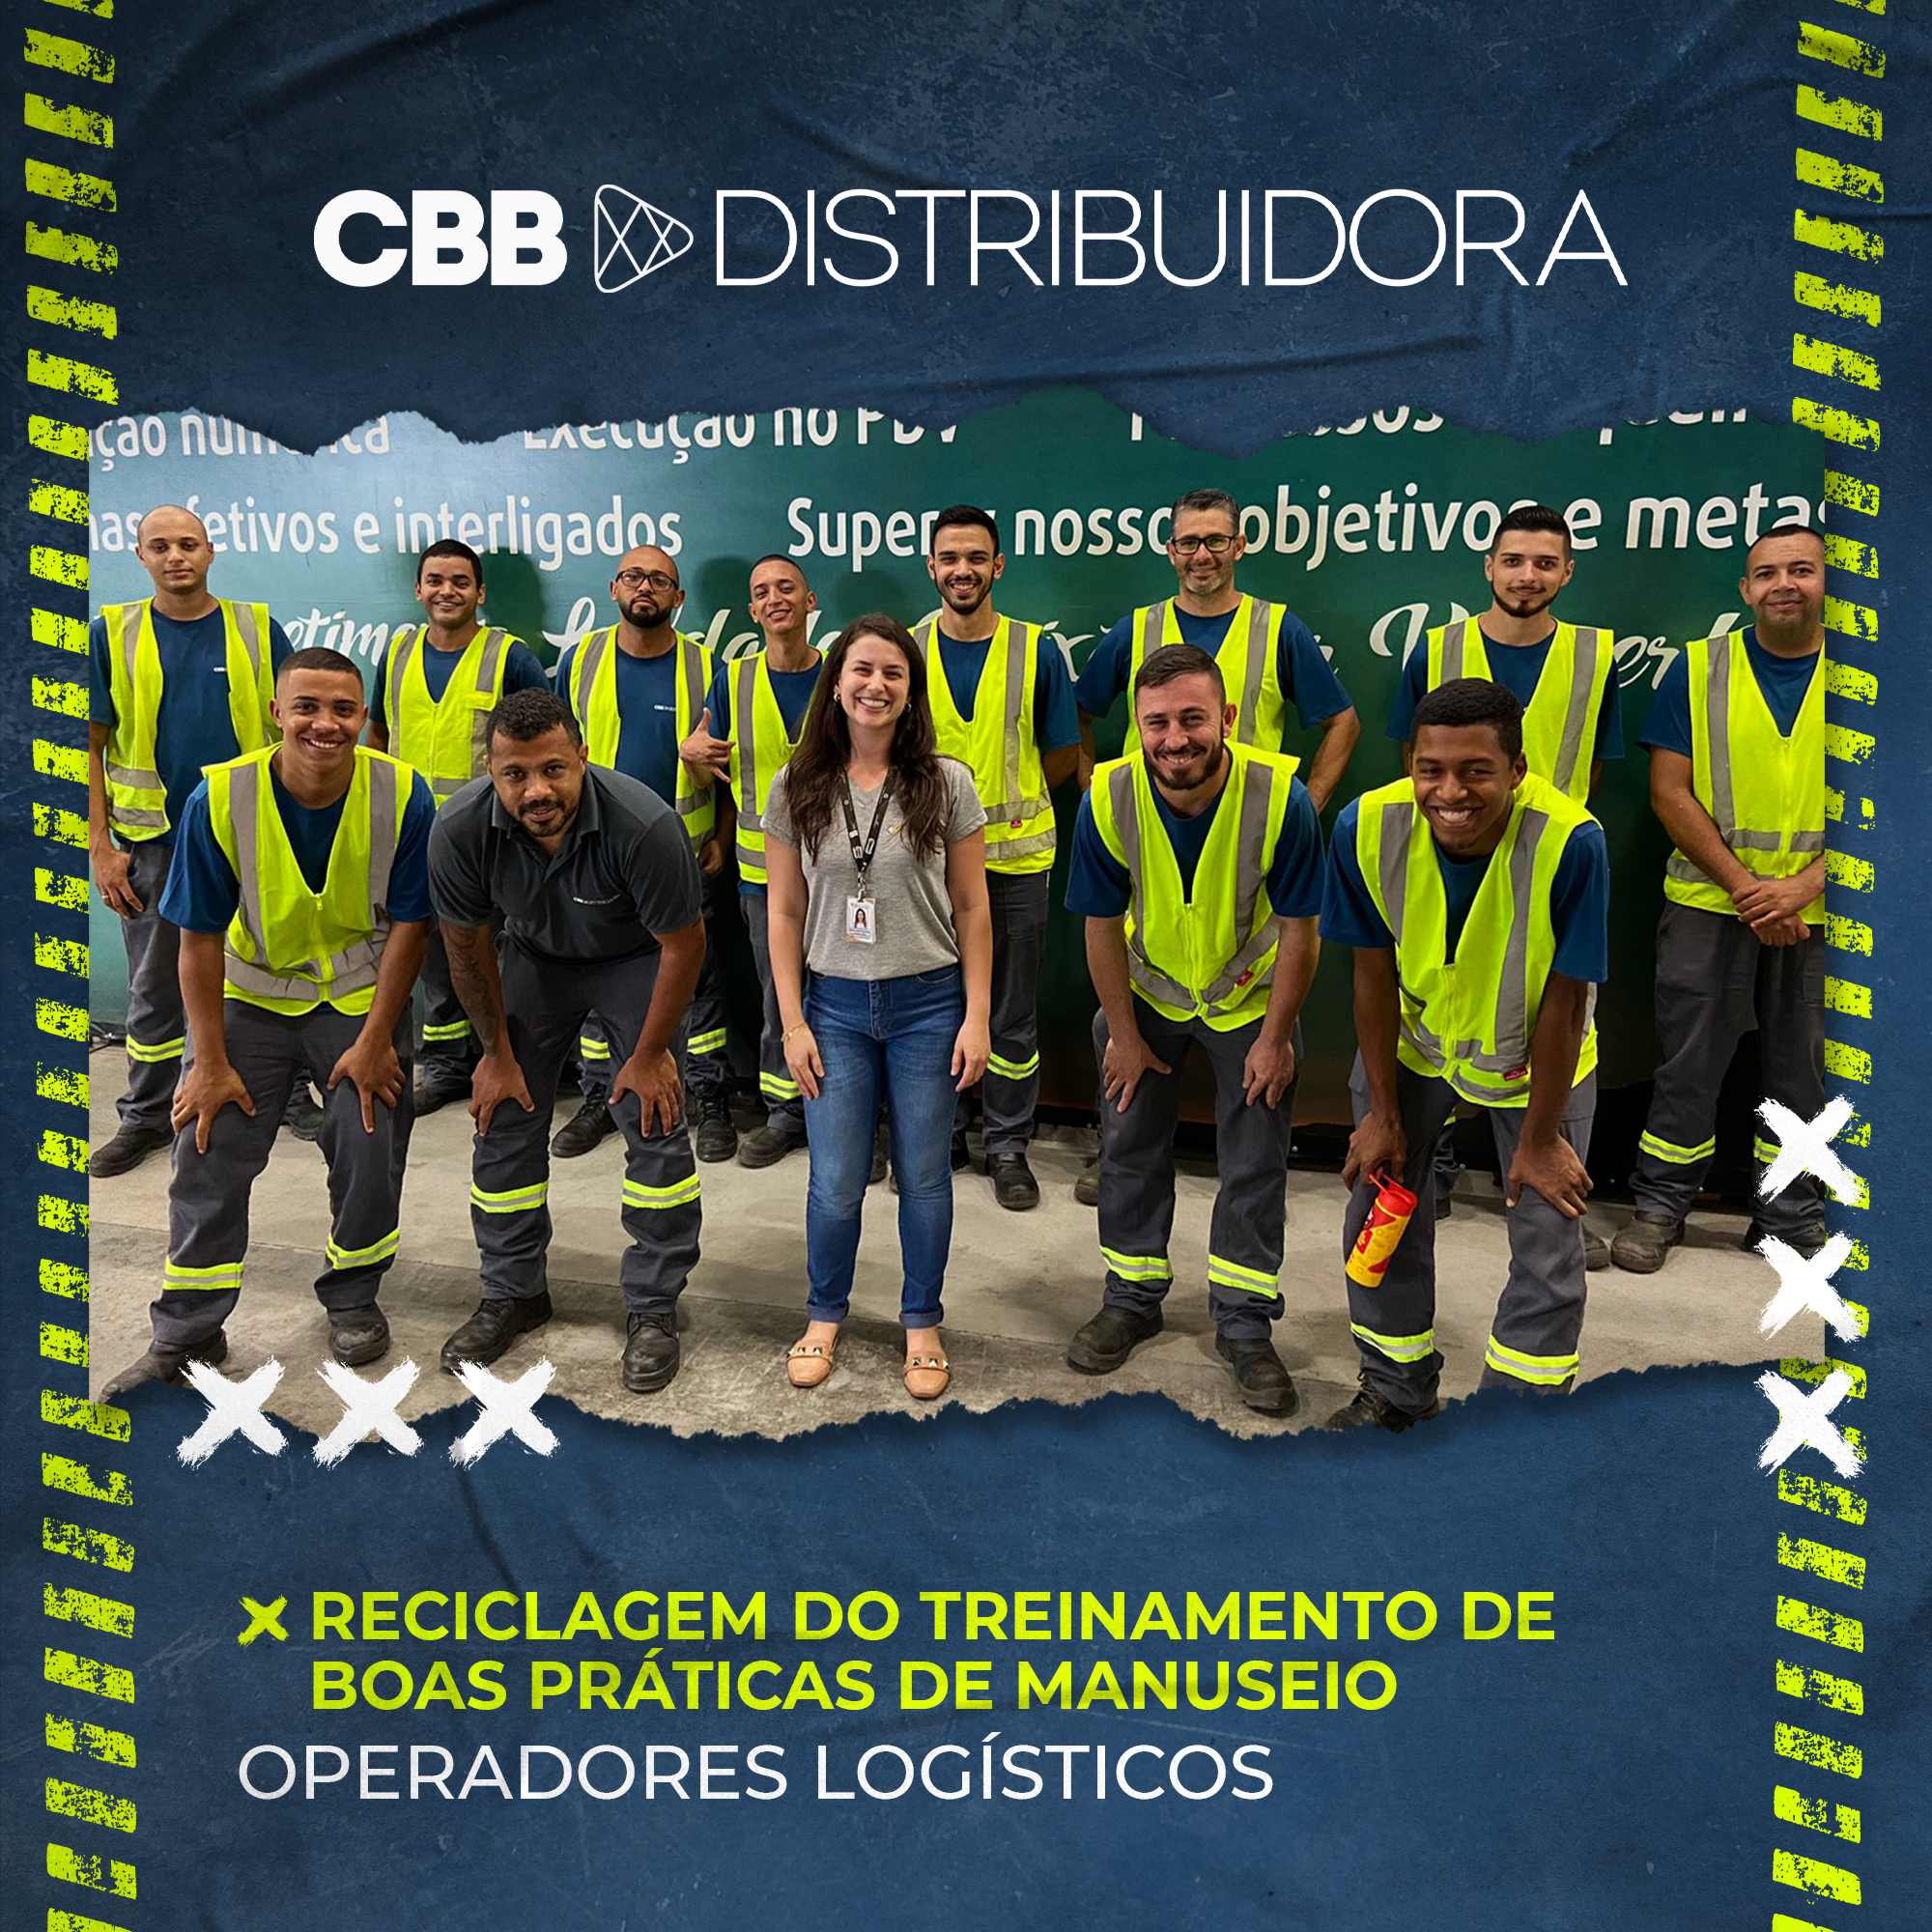 CBB DISTRIBUIDORA
Execução no PDV
efetivos e interligados
Superar nossos objetivos e metas
RECICLAGEM DO TREINAMENTO DE
BOAS PRÁTICAS DE MANUSEIO
OPERADORES LOGÍSTICOS